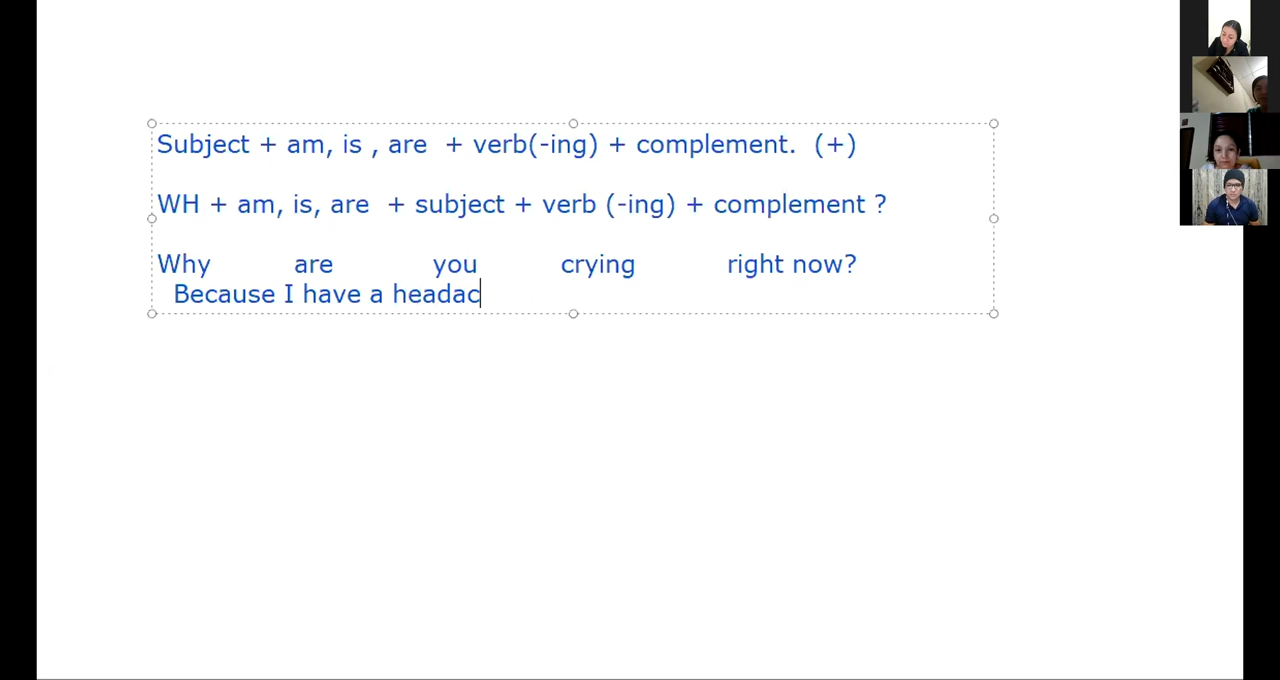 Subject + am, is , are + verb(-ing) + complement. (+)
WH + am, is, are + subject + verb (-ing) + complement ?
Why are you crying right now?
Because I have a headac